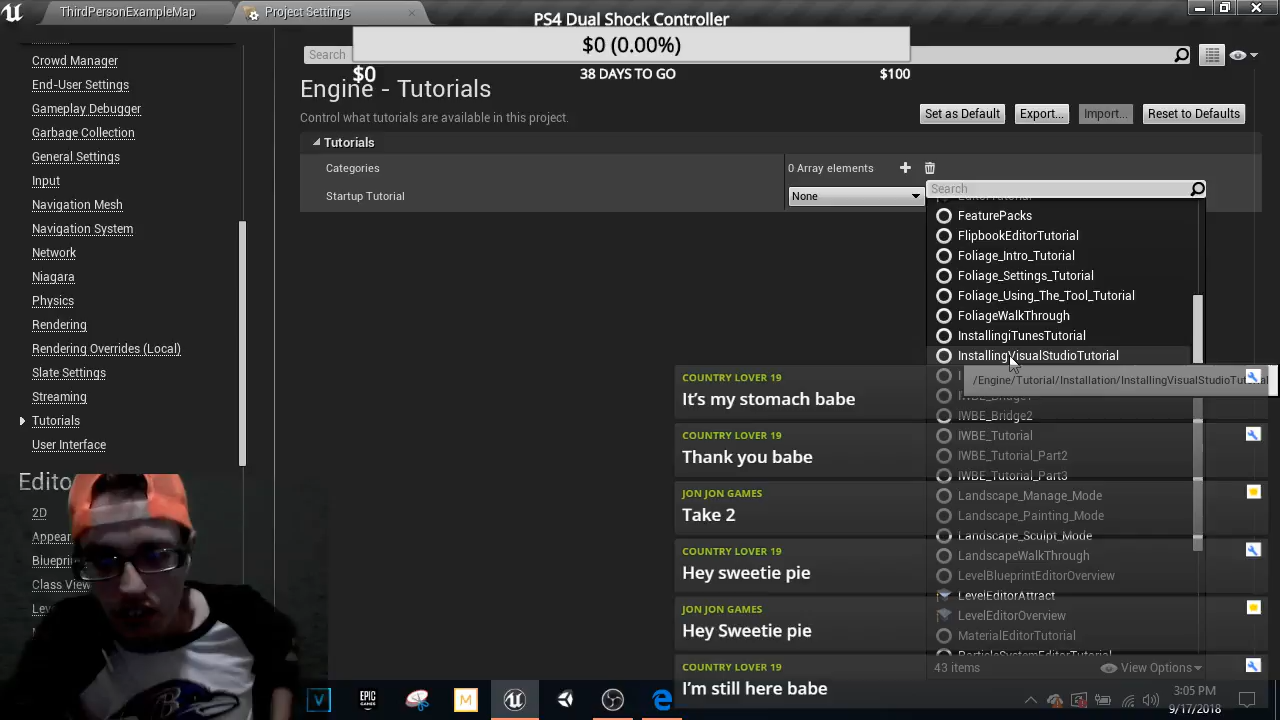 ThirdPersonExampleMap
Project Settings
PS4 Dual Shock Controller
$0 (0.00%)
$0
38 DAYS TO GO
$100
Search
Crowd Manager
End-User Settings
Gameplay Debugger
Garbage Collection
General Settings
Input
Navigation Mesh
Navigation System
Network
Niagara
Physics
Rendering
Rendering Overrides (Local)
Slate Settings
Streaming
Tutorials
User Interface
2D
Class
Engine - Tutorials
Control what tutorials are available in this project.
Set as Default
Export...
Import...
Reset to Defaults
Tutorials
Categories
0 Array elements
Startup Tutorial
None
Search
FeaturePacks
FlipbookEditorTutorial
Foliage_Intro_Tutorial
Foliage_Settings_Tutorial
Foliage_Using_The_Tool_Tutorial
FoliageWalkThrough
InstallingiTunesTutorial
InstallingVisualStudioTutorial
/Engine/Tutorial/Installation/InstallingVisualStudioTutorial
IWBE_Bridge1
IWBE_Bridge2
IWBE_Tutorial
IWBE_Tutorial_Part2
IWBE_Tutorial_Part3
Landscape_Manage_Mode
Landscape_Painting_Mode
Landscape_Sculpt_Mode
LandscapeWalkThrough
LevelBlueprintEditorOverview
LevelEditorAttract
LevelEditorOverview
MaterialEditorTutorial
ParticleSystemEditorTutorial
43 items
View Options
COUNTRY LOVER 19
It's my stomach babe
COUNTRY LOVER 19
Thank you babe
JON JON GAMES
Take 2
COUNTRY LOVER 19
Hey sweetie pie
JON JON GAMES
Hey Sweetie pie
COUNTRY LOVER 19
I'm still here babe
V
EPIC
GAMES
M
3:05 PM
9/17/2018